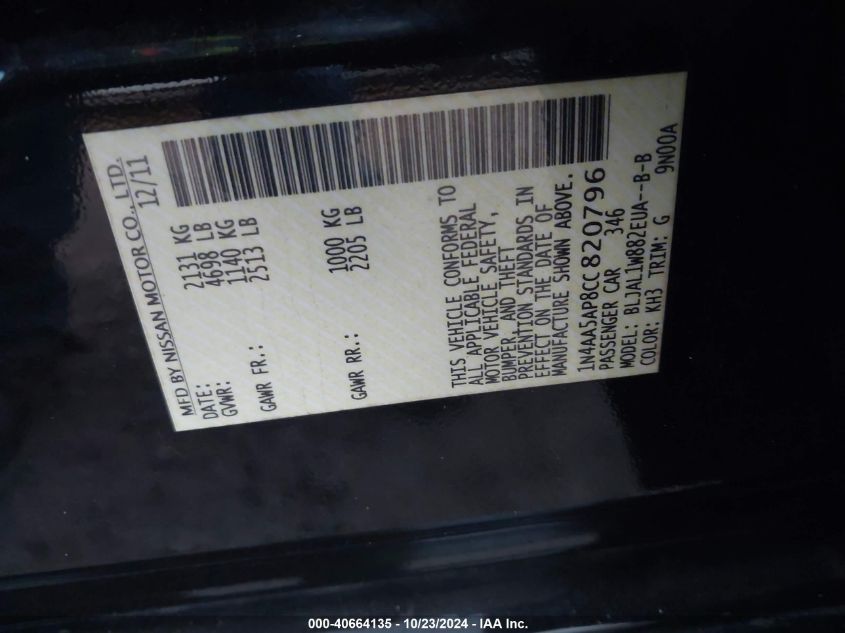 MFD BY NISSAN MOTOR CO., LTD.
DATE: 12/11
GVWR: 2131 KG
4698 LB
GAWR FR.: 1140 KG
2513 LB
GAWR RR.: 1000 KG
2205 LB
THIS VEHICLE CONFORMS TO
ALL APPLICABLE FEDERAL
MOTOR VEHICLE SAFETY,
BUMPER, AND THEFT
PREVENTION STANDARDS IN
EFFECT ON THE DATE OF
MANUFACTURE SHOWN ABOVE.
1N4AA5AP8CC820796
PASSENGER CAR 346
MODEL: BLJAL1W882EUA--B-B
COLOR: KH3 TRIM: G 9N00A
000-40664135 - 10/23/2024 - IAA Inc.